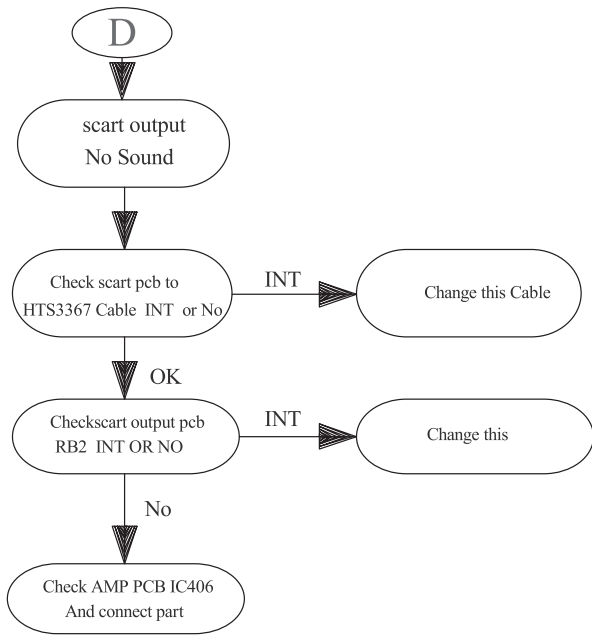 D
scart output
No Sound
Check scart pcb to
HTS3367 Cable INT or No
INT
Change this Cable
OK
Checkscart output pcb
RB2 INT OR NO
INT
Change this
No
Check AMP PCB IC406
And connect part